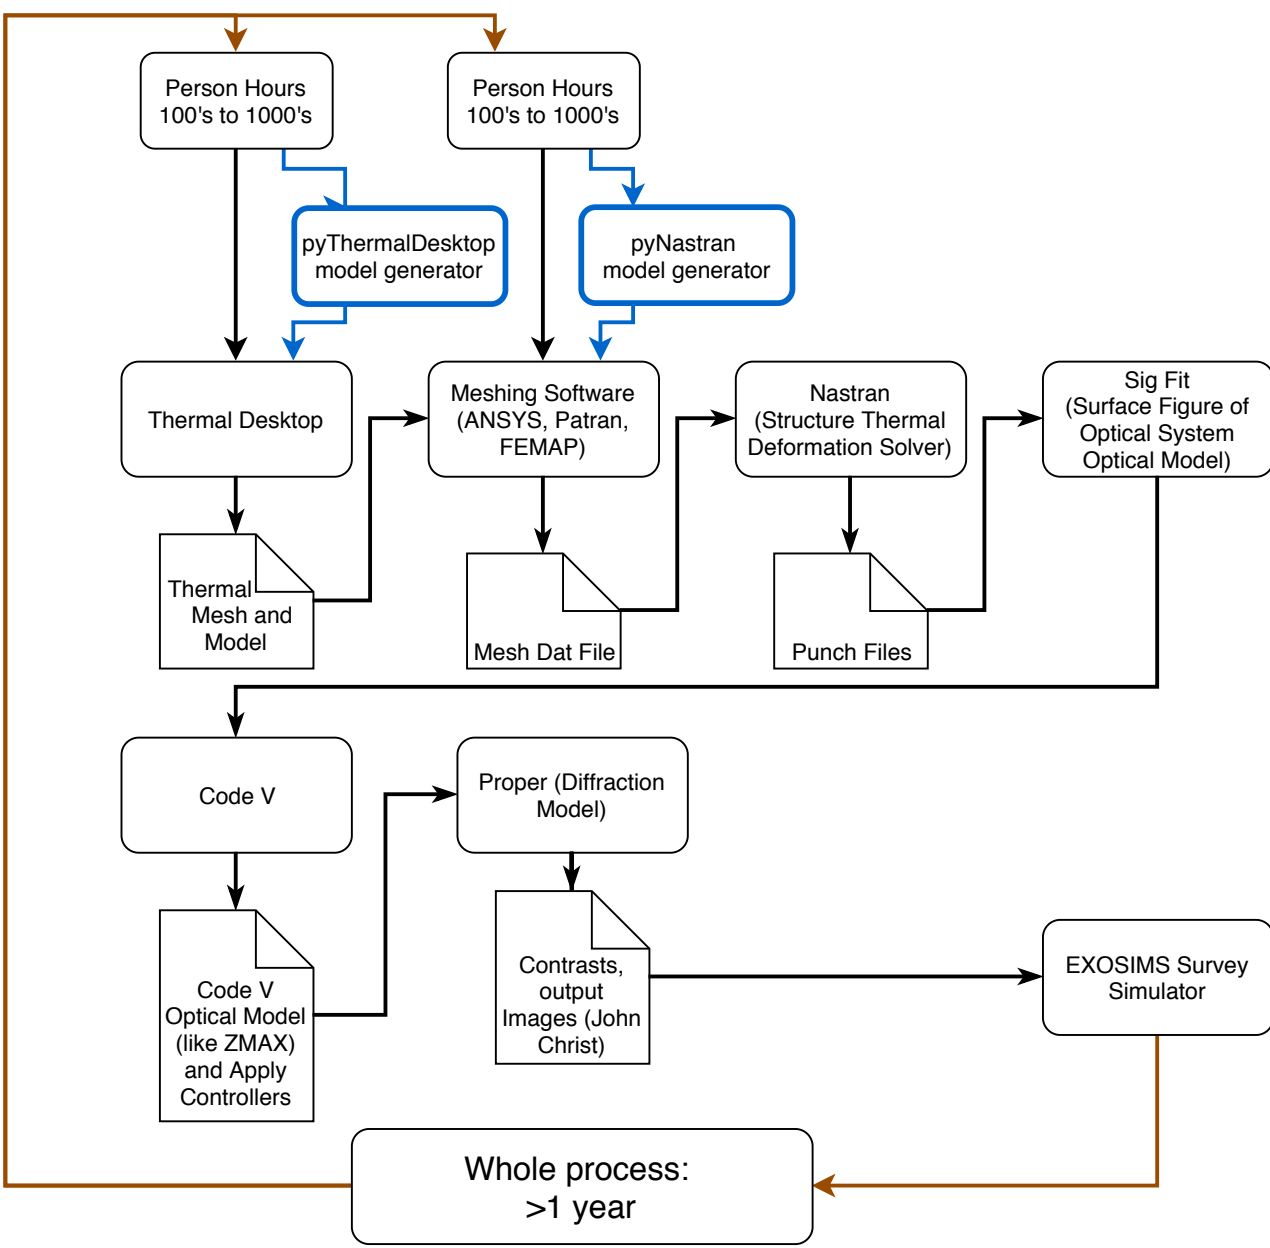 Person Hours
100's to 1000's
Person Hours
100's to 1000's
pyThermalDesktop
model generator
pyNastran
model generator
Thermal Desktop
Meshing Software
(ANSYS, Patran,
FEMAP)
Nastran
(Structure Thermal
Deformation Solver)
Sig Fit
(Surface Figure of
Optical System
Optical Model)
Thermal
Mesh and
Model
Mesh Dat File
Punch Files
Code V
Proper (Diffraction
Model)
Code V
Optical Model
(like ZMAX)
and Apply
Controllers
Contrasts,
output
Images (John
Christ)
EXOSIMS Survey
Simulator
Whole process:
>1 year